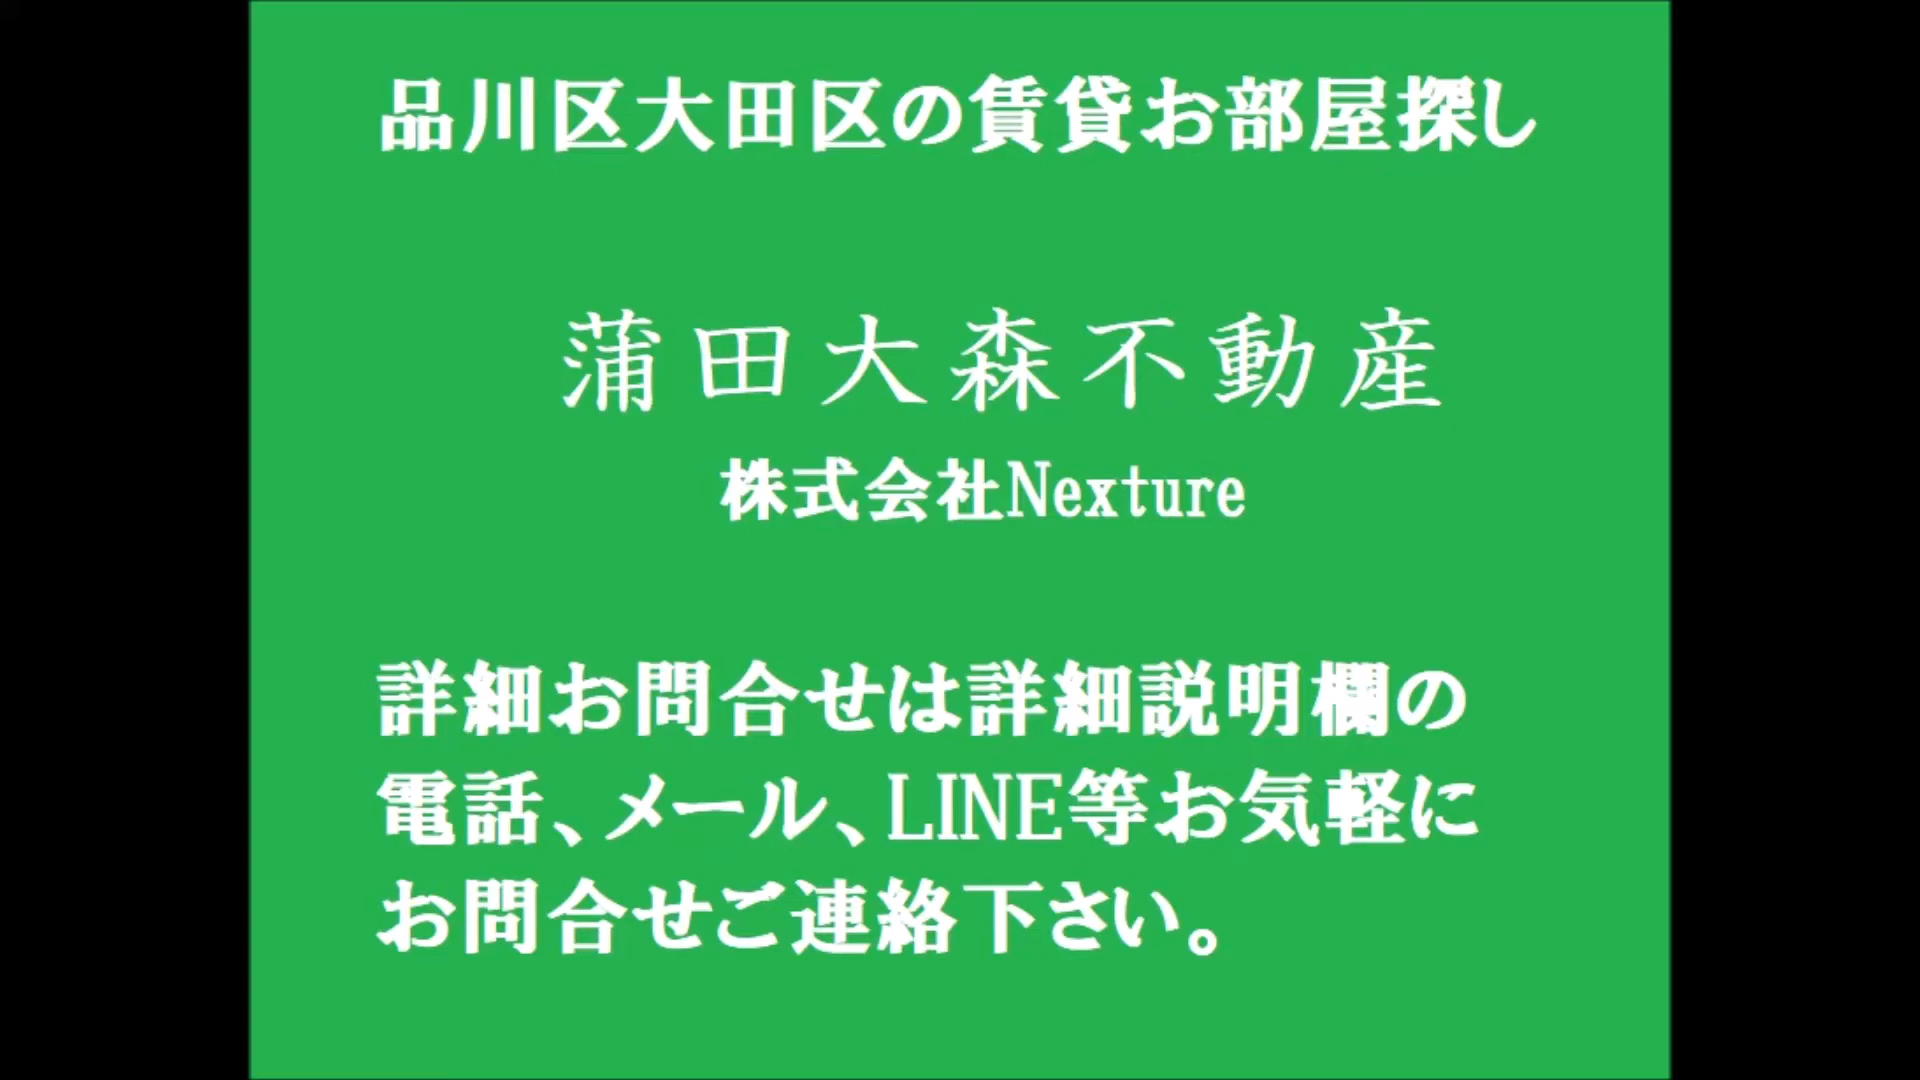 品川区大田区の賃貸お部屋探し
蒲田大森不動産
株式会社Nexture
詳細お問合せは詳細説明欄の
電話、メール、LINE等お気軽に
お問合せご連絡下さい。